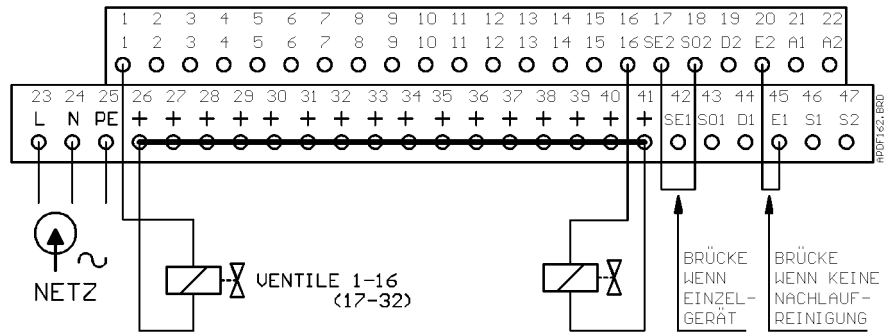 1 2 3 4 5 6 7 8 9 10 11 12 13 14 15 16 17 18 19 20 21 22
1 2 3 4 5 6 7 8 9 10 11 12 13 14 15 16 SE2 SO2 D2 E2 A1 A2
23 24 25 26 27 28 29 30 31 32 33 34 35 36 37 38 39 40 41 42 43 44 45 46 47
L N PE + + + + + + + + + + + + + + + + SE1 SO1 D1 E1 S1 S2
APDF162.BRD
NETZ
VENTILE 1-16
(17-32)
BRÜCKE
WENN
EINZEL-
GERÄT
BRÜCKE
WENN KEINE
NACHLAUF-
REINIGUNG